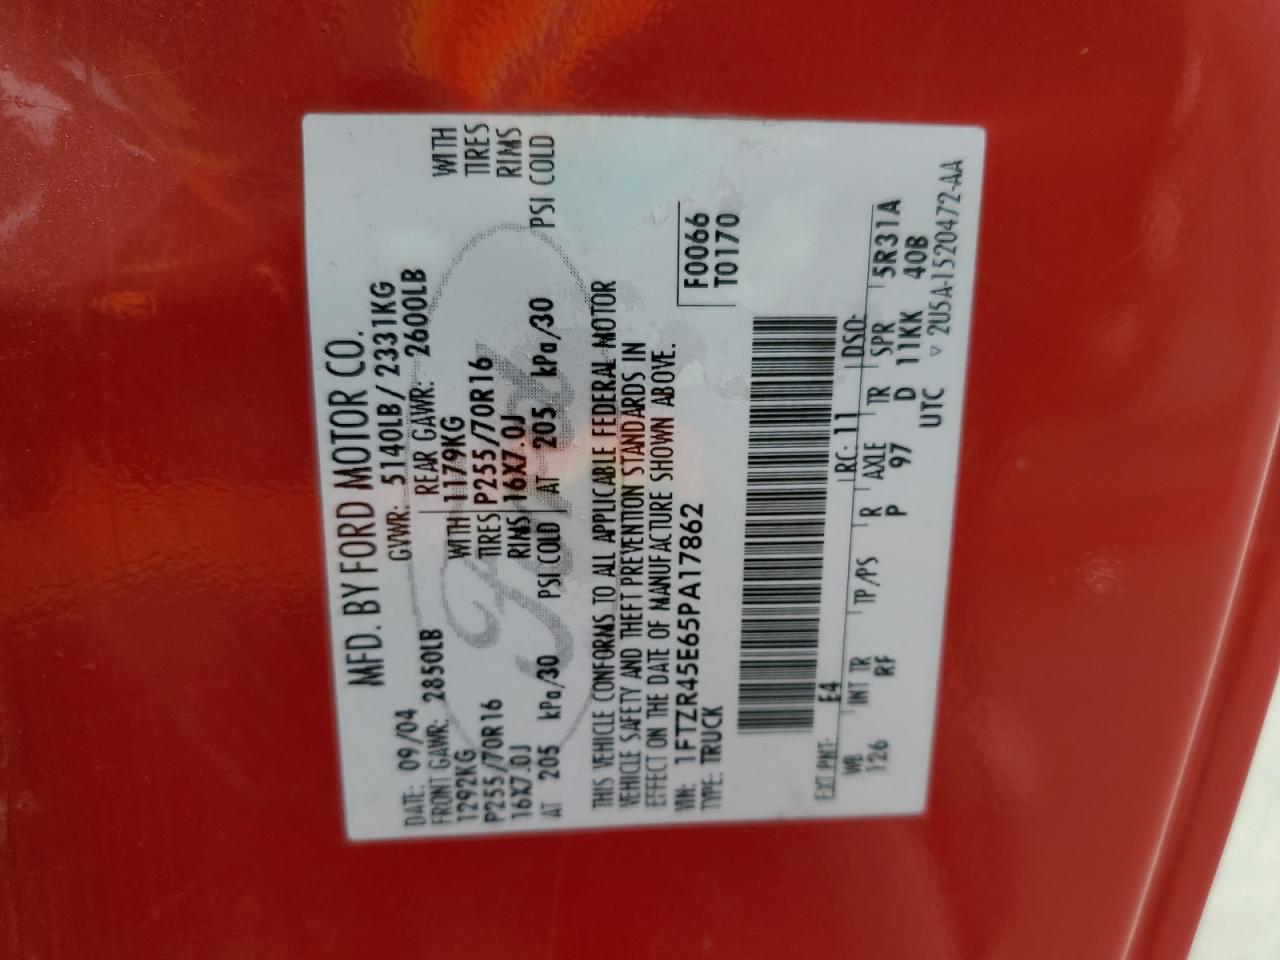 MFD. BY FORD MOTOR CO.
DATE: 09/04 GVWR: 5140LB/ 2331KG
FRONT GAWR: 2850LB REAR GAWR: 2600LB
1292KG WITH 1179KG WITH
P255/70R16 TIRES P255/70R16 TIRES
16X7.0J RIMS 16X7.0J RIMS
AT 205 kPa/30 PSI COLD AT 205 kPa/30 PSI COLD
THIS VEHICLE CONFORMS TO ALL APPLICABLE FEDERAL MOTOR
VEHICLE SAFETY AND THEFT PREVENTION STANDARDS IN
EFFECT ON THE DATE OF MANUFACTURE SHOWN ABOVE.
VIN: 1FTZR45E65PA17862 F0066
TYPE: TRUCK T0170
EXT PNT: E4 RC: 11 DSO:
WB INT TR TP/PS R AXLE TR SPR 5R31A
126 RF P 97 D 11KK 40B
UTC ▽ 2U5A-1520472-AA
Ford